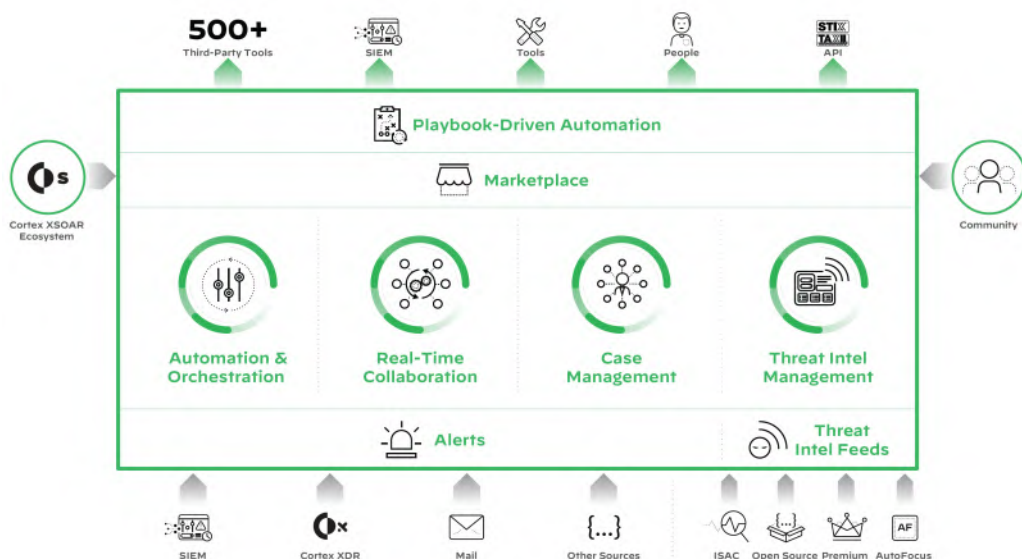 500+
Third-Party Tools
SIEM
Tools
People
STIX
TAXII
API
Playbook-Driven Automation
Marketplace
S
Cortex XSOAR
Ecosystem
Community
Automation &
Orchestration
Real-Time
Collaboration
Case
Management
Threat Intel
Management
Alerts
Threat
Intel Feeds
SIEM
X
Cortex XDR
Mail
{...}
Other Sources
ISAC
{...}
Open Source
Premium
AF
AutoFocus